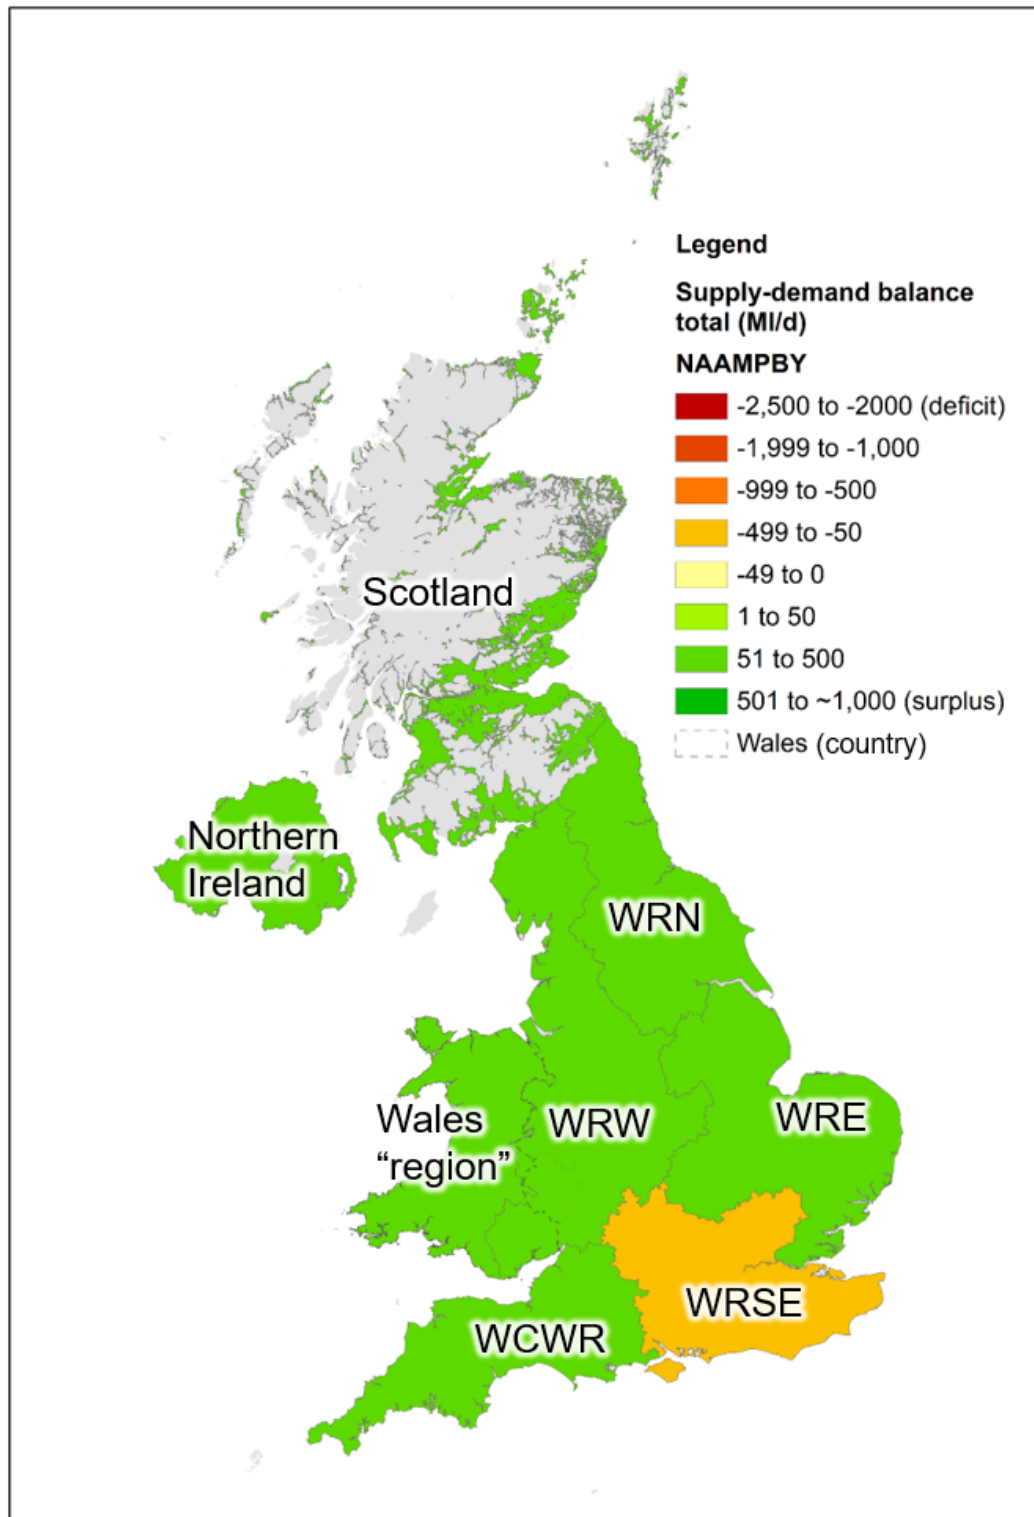 Legend
Supply-demand balance
total (Ml/d)
NAAMPBY
-2,500 to -2000 (deficit)
-1,999 to -1,000
-999 to -500
-499 to -50
-49 to 0
1 to 50
51 to 500
501 to ~1,000 (surplus)
Wales (country)
Scotland
Northern
Ireland
WRN
Wales
“region”
WRW
WRE
WRSE
WCWR